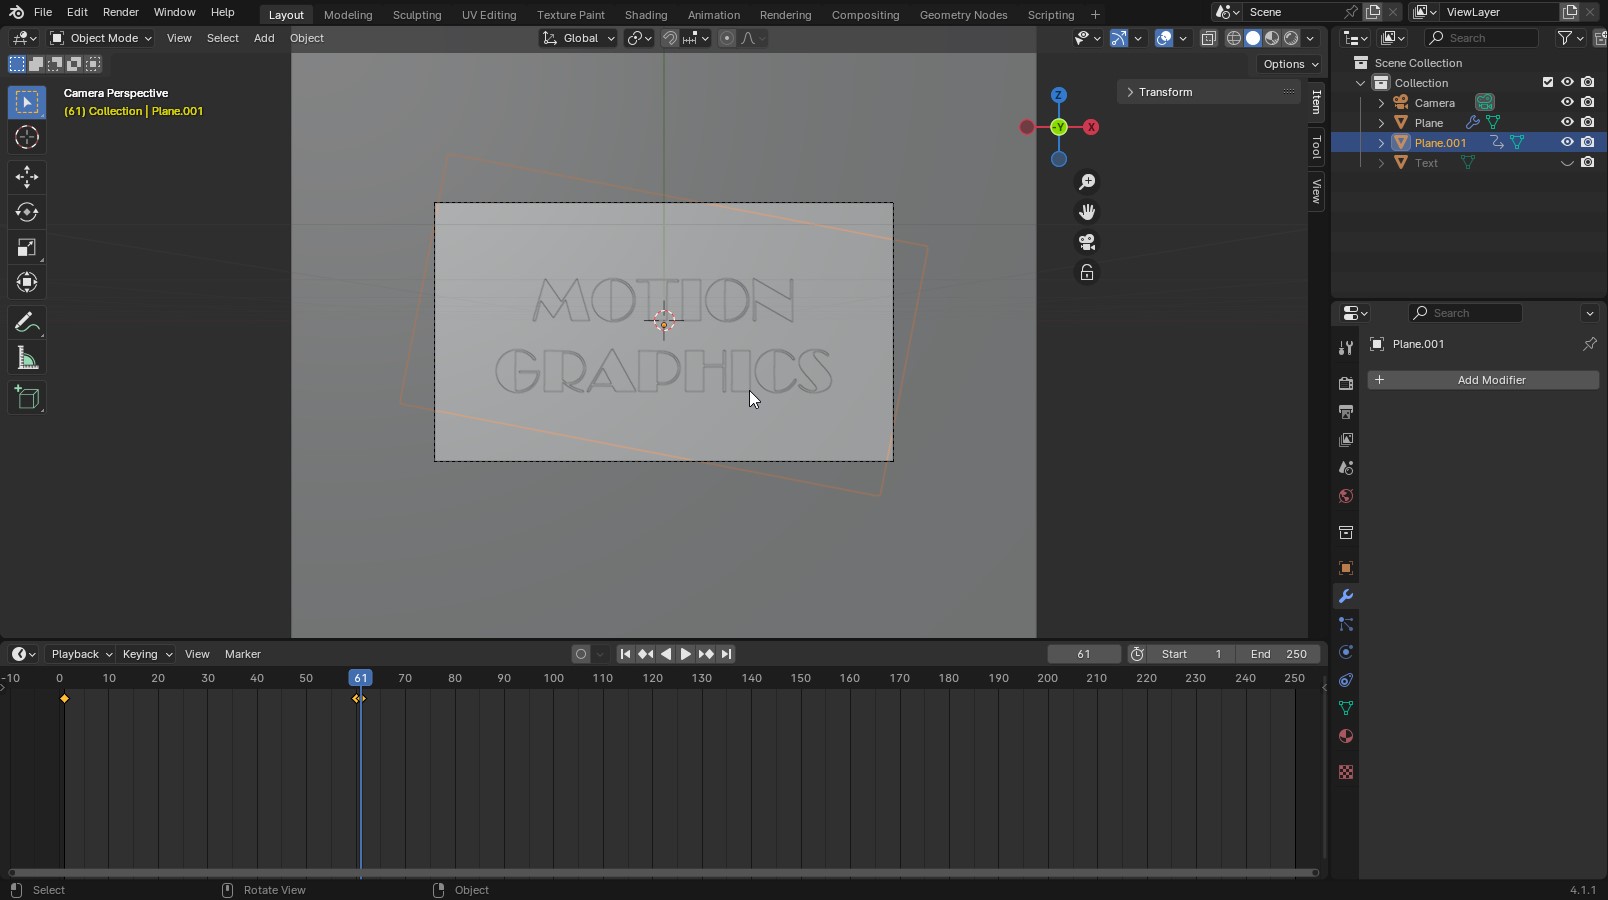 File Edit Render Window Help Layout Modeling Sculpting UV Editing Texture Paint Shading Animation Rendering Compositing Geometry Nodes Scripting + Scene ViewLayer
Object Mode View Select Add Object Global Search
Options
Camera Perspective
(61) Collection | Plane.001
Z
-Y
X
Transform
Item
Tool
View
MOTION
GRAPHICS
Scene Collection
Collection
Camera
Plane
Plane.001
Text
Search
Plane.001
+ Add Modifier
Playback Keying View Marker 61 Start 1 End 250
-10 0 10 20 30 40 50 61 70 80 90 100 110 120 130 140 150 160 170 180 190 200 210 220 230 240 250
Select Rotate View Object 4.1.1